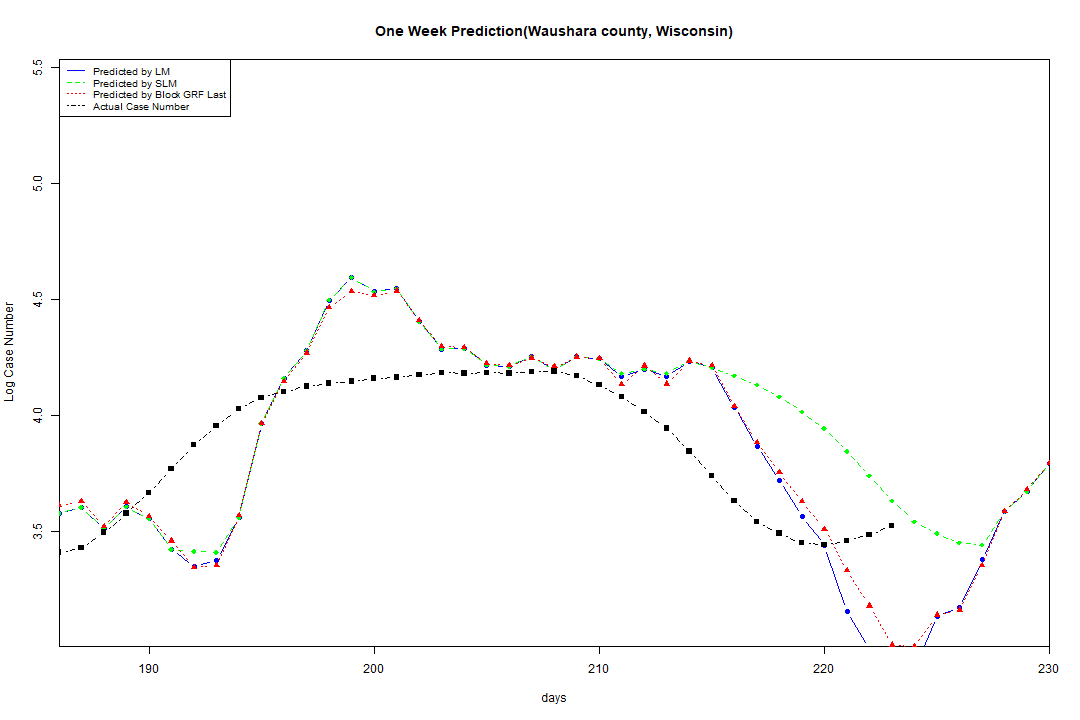 One Week Prediction(Waushara county, Wisconsin)
Predicted by LM
Predicted by SLM
Predicted by Block GRF Last
Actual Case Number
5.5
5.0
4.5
4.0
3.5
Log Case Number
190 200 210 220 230
days